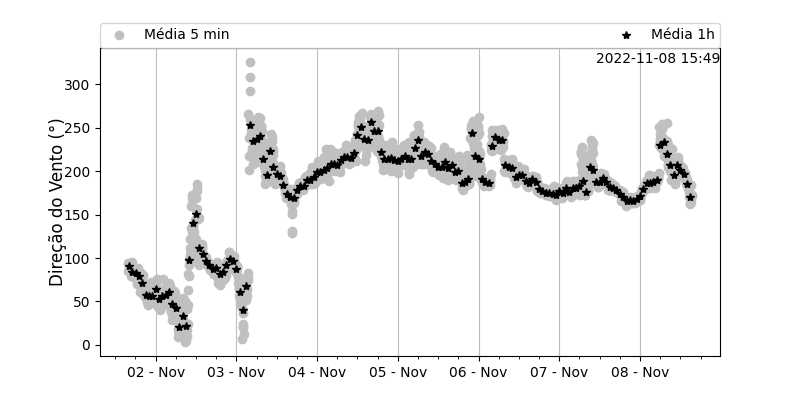 Média 5 min
Média 1h
2022-11-08 15:49
Direção do Vento (°)
300
250
200
150
100
50
0
02 - Nov
03 - Nov
04 - Nov
05 - Nov
06 - Nov
07 - Nov
08 - Nov